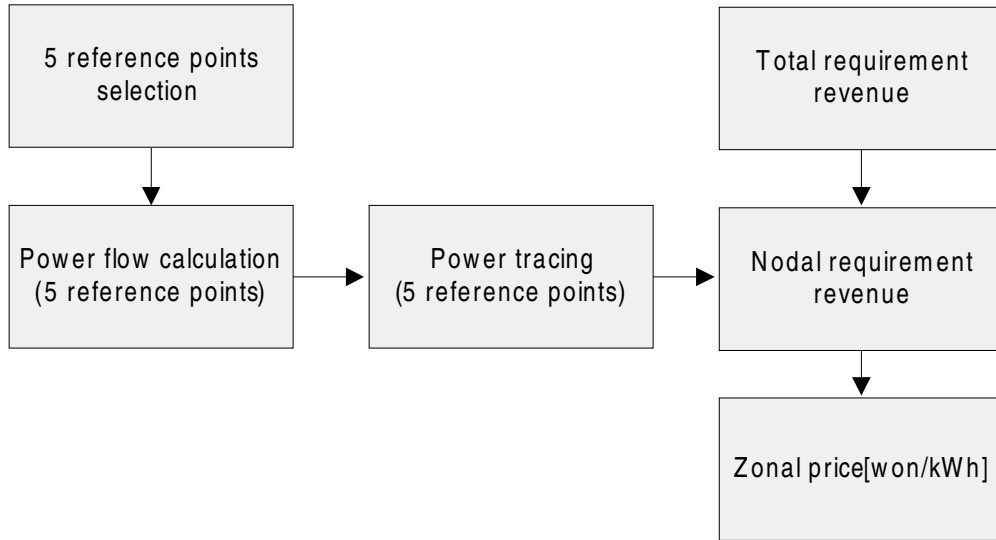 5 reference points
selection
Total requirement
revenue
Power flow calculation
(5 reference points)
Power tracing
(5 reference points)
Nodal requirement
revenue
Zonal price[won/kWh]